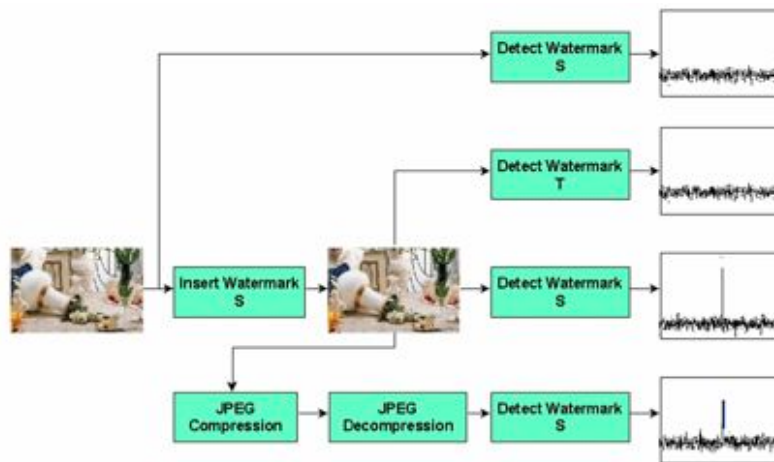 Detect Watermark
S
Detect Watermark
T
Insert Watermark
S
Detect Watermark
S
JPEG
Compression
JPEG
Decompression
Detect Watermark
S